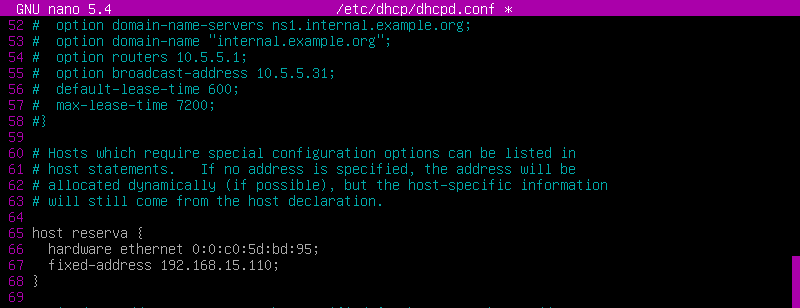 GNU nano 5.4 /etc/dhcp/dhcpd.conf *
52 #  option domain-name-servers ns1.internal.example.org;
53 #  option domain-name "internal.example.org";
54 #  option routers 10.5.5.1;
55 #  option broadcast-address 10.5.5.31;
56 #  default-lease-time 600;
57 #  max-lease-time 7200;
58 #}
59
60 # Hosts which require special configuration options can be listed in
61 # host statements.   If no address is specified, the address will be
62 # allocated dynamically (if possible), but the host-specific information
63 # will still come from the host declaration.
64
65 host reserva {
66   hardware ethernet 0:0:c0:5d:bd:95;
67   fixed-address 192.168.15.110;
68 }
69